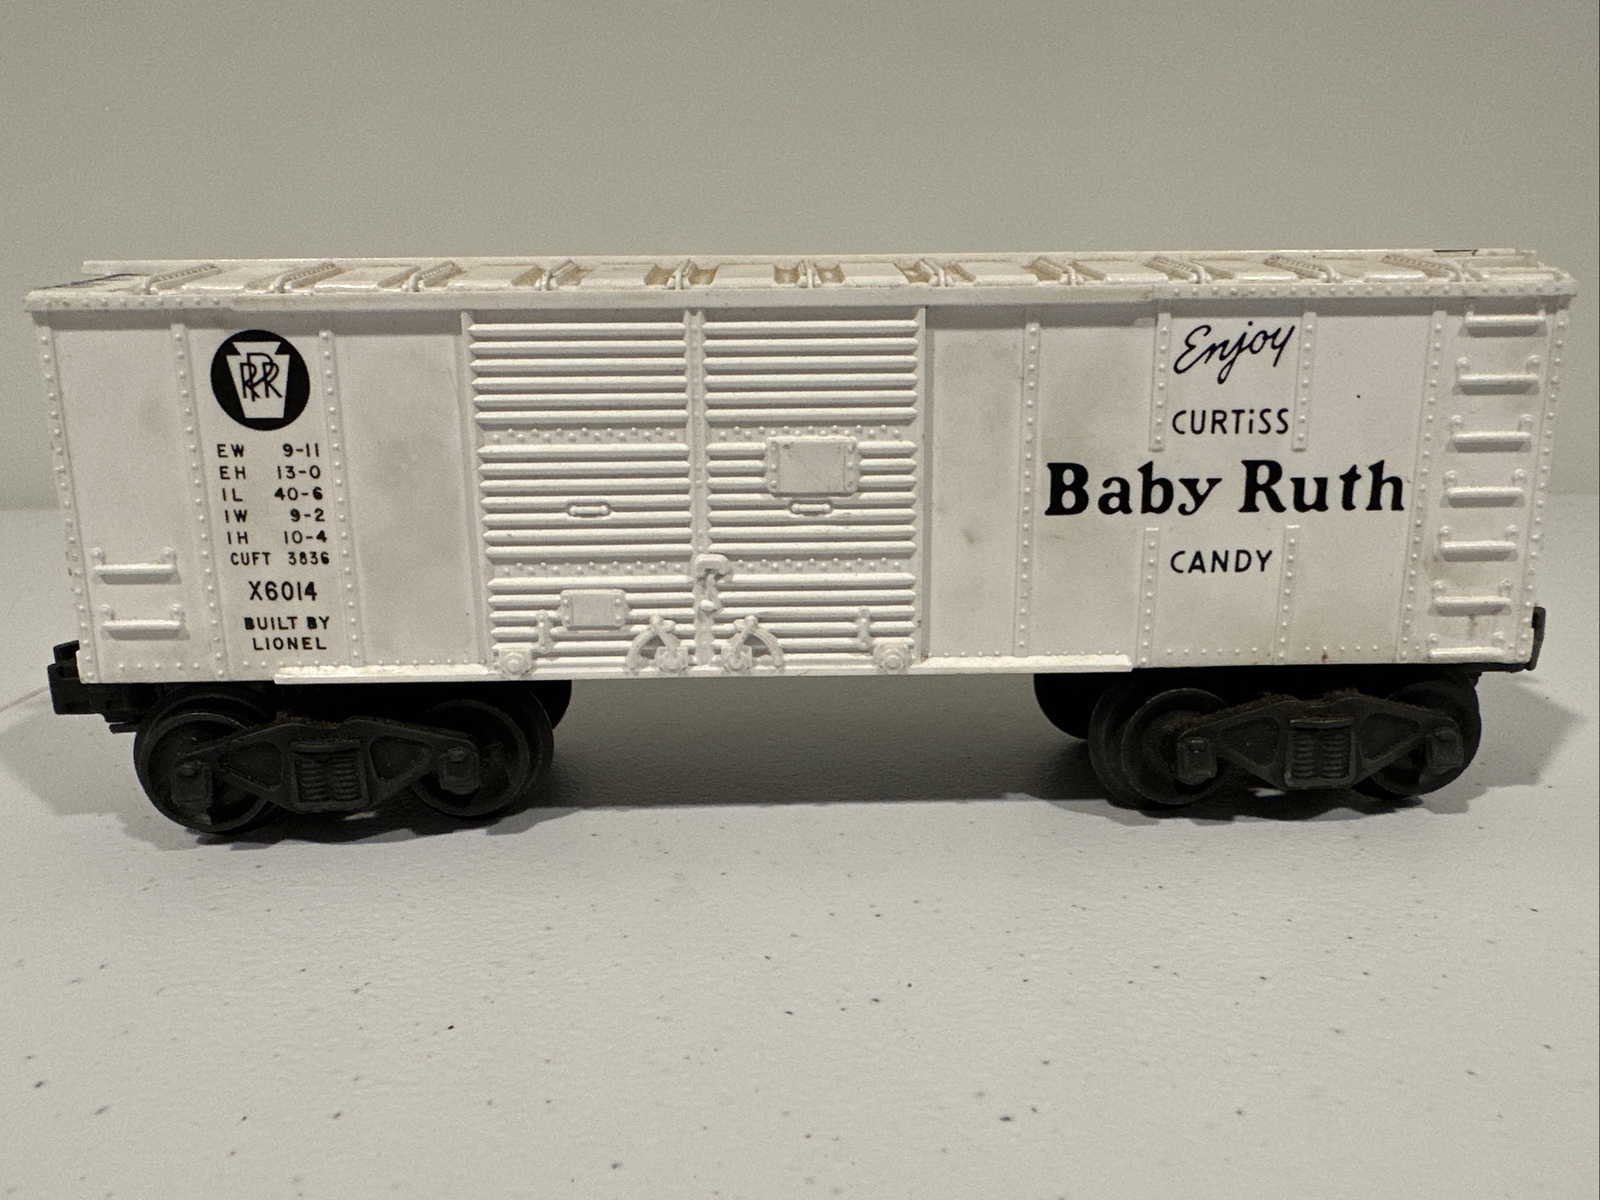 PRR
EW 9-11
EH 13-0
IL 40-6
IW 9-2
IH 10-4
CUFT 3836
X6014
BUILT BY
LIONEL
Enjoy
CURTiSS
Baby Ruth
CANDY